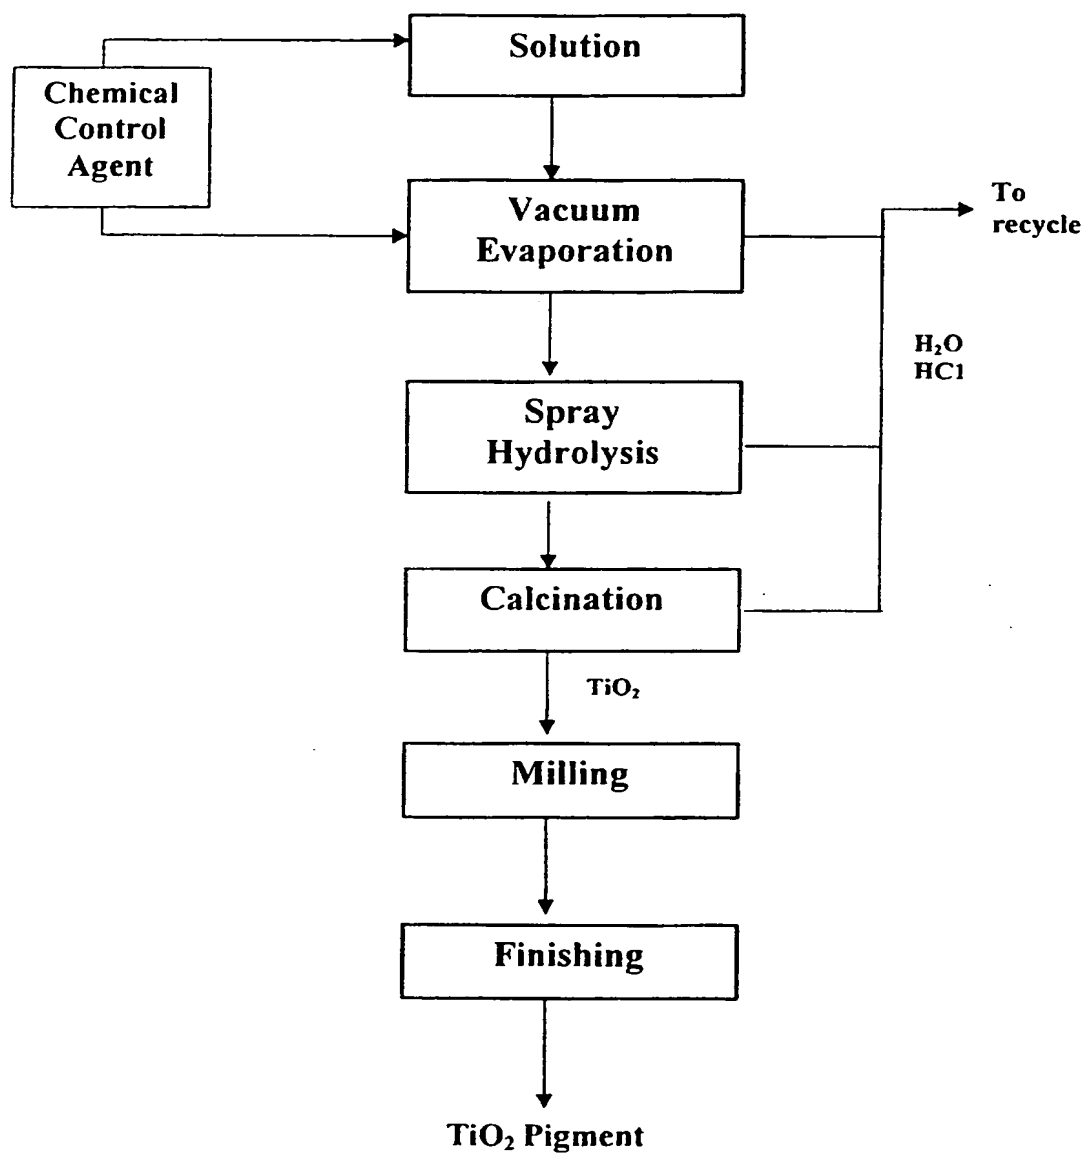 Solution
Chemical
Control
Agent
Vacuum
Evaporation
To
recycle
H₂O
HCl
Spray
Hydrolysis
Calcination
TiO₂
Milling
Finishing
TiO₂ Pigment